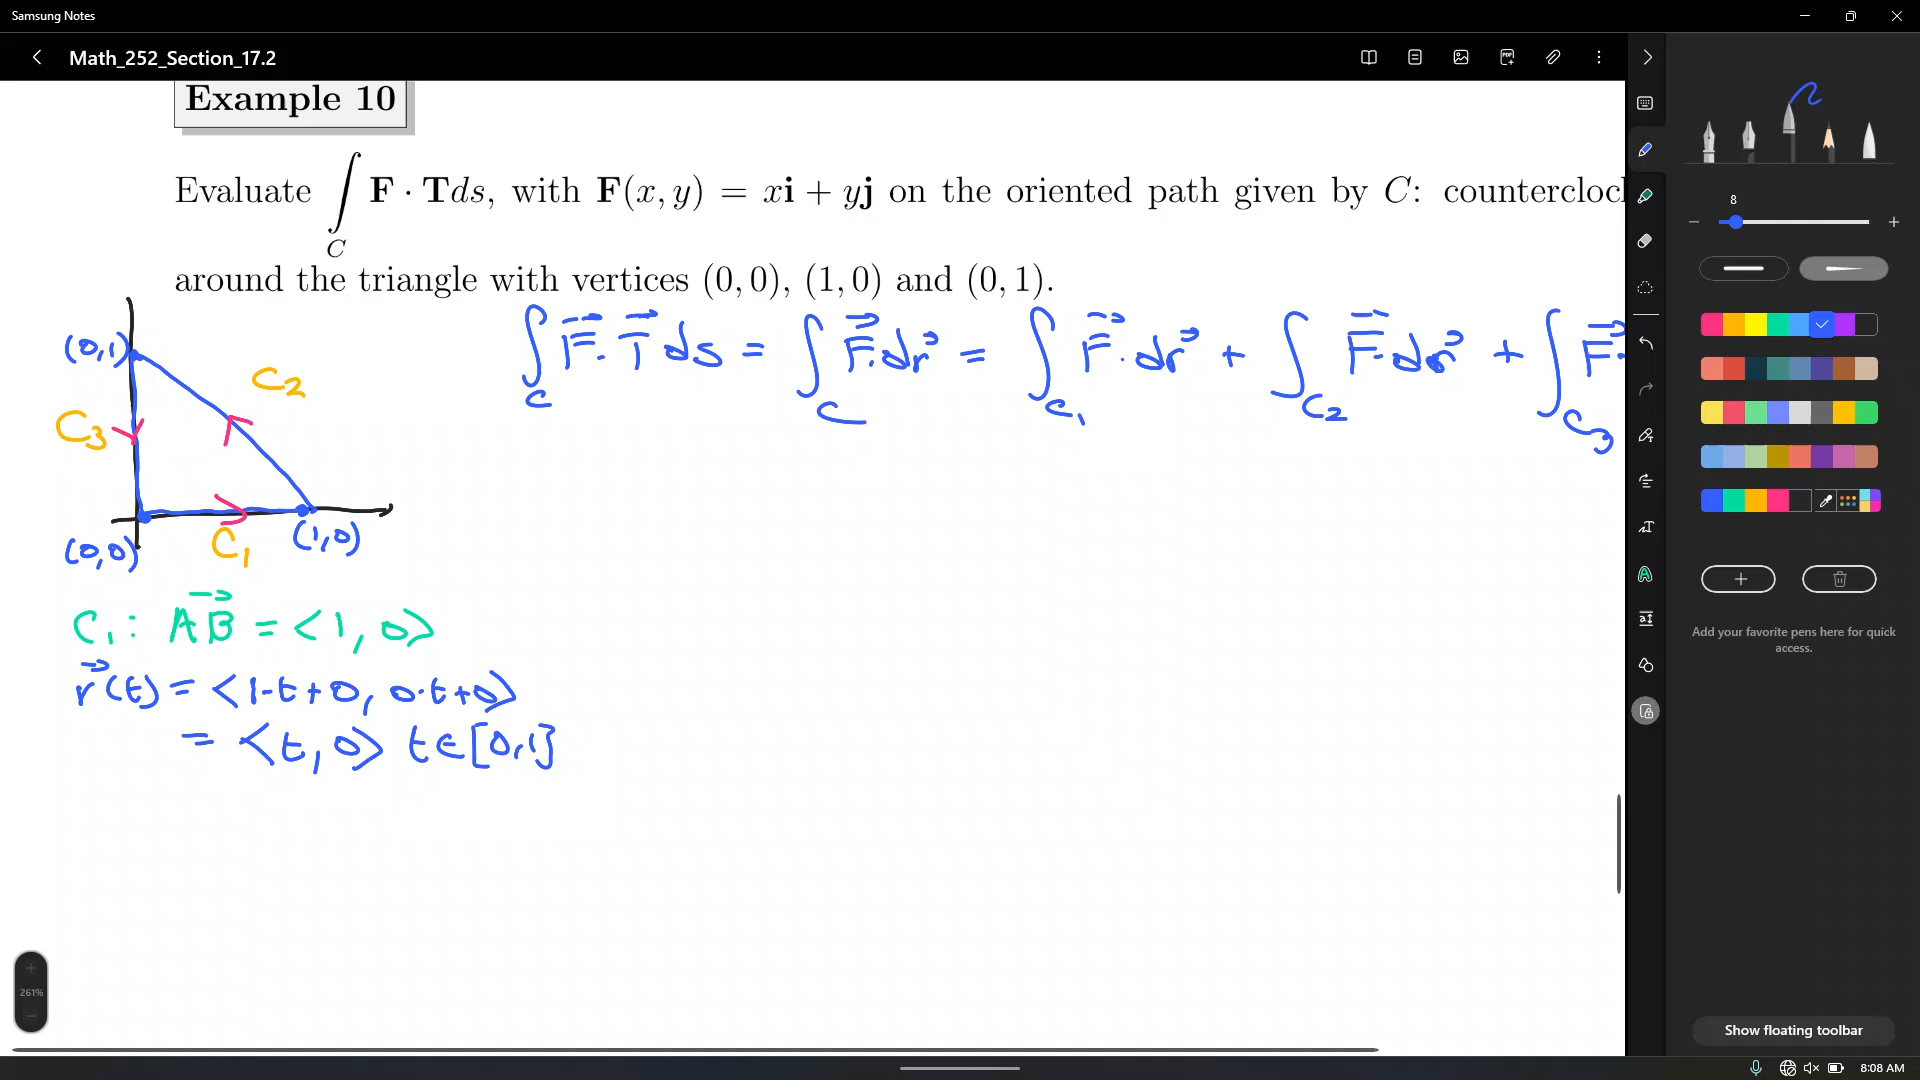 Samsung Notes
Math_252_Section_17.2
Example 10
Evaluate ∫_C F · Tds, with F(x, y) = xi + yj on the oriented path given by C: countercloc
around the triangle with vertices (0, 0), (1, 0) and (0, 1).
∫_C F⃗ · T⃗ ds = ∫_C F⃗ · dr⃗ = ∫_C₁ F⃗ · dr⃗ + ∫_C₂ F⃗ · dr⃗ + ∫_C₃ F⃗ ·
(0,1)
C2
C3
(0,0)
C1
(1,0)
C₁: AB⃗ = <1, 0>
r⃗(t) = <1·t+0, 0·t+0>
= <t, 0> t∈[0,1]
261%
8
Add your favorite pens here for quick
access.
Show floating toolbar
8:08 AM